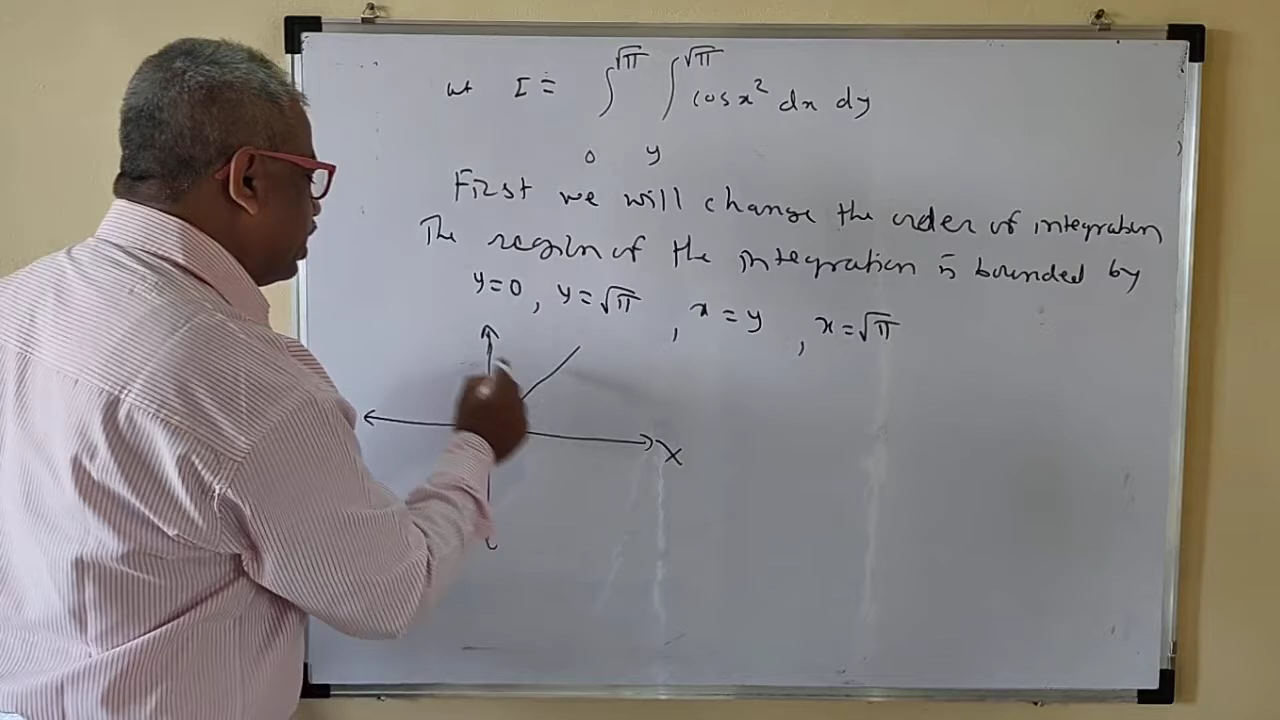 let I = ∫₀^√π ∫_y^√π cos x² dx dy
First we will change the order of integration
The region of the integration is bounded by
y=0, y=√π, x=y, x=√π
X